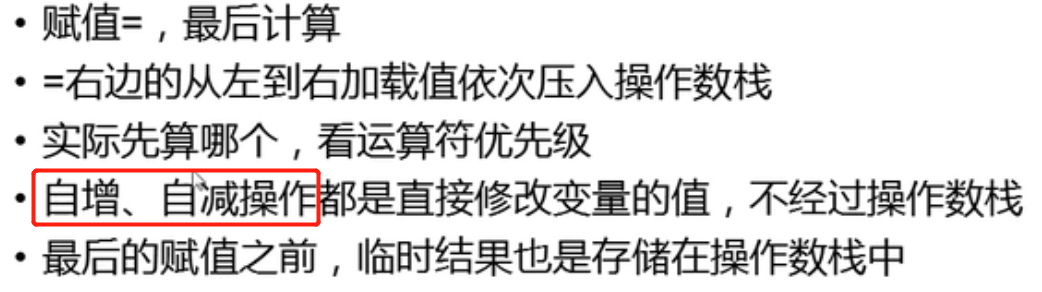 • 赋值=，最后计算
• =右边的从左到右加载值依次压入操作数栈
• 实际先算哪个，看运算符优先级
• 自增、自减操作都是直接修改变量的值，不经过操作数栈
• 最后的赋值之前，临时结果也是存储在操作数栈中